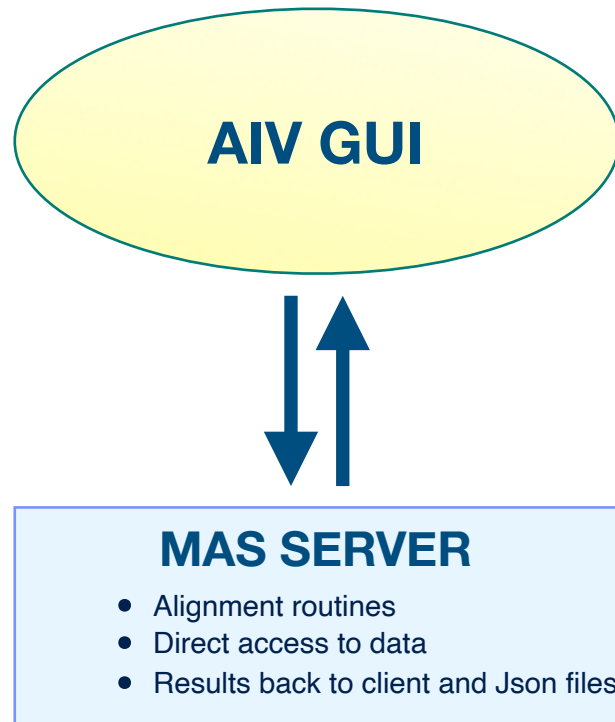 AIV GUI
MAS SERVER
• Alignment routines
• Direct access to data
• Results back to client and Json files